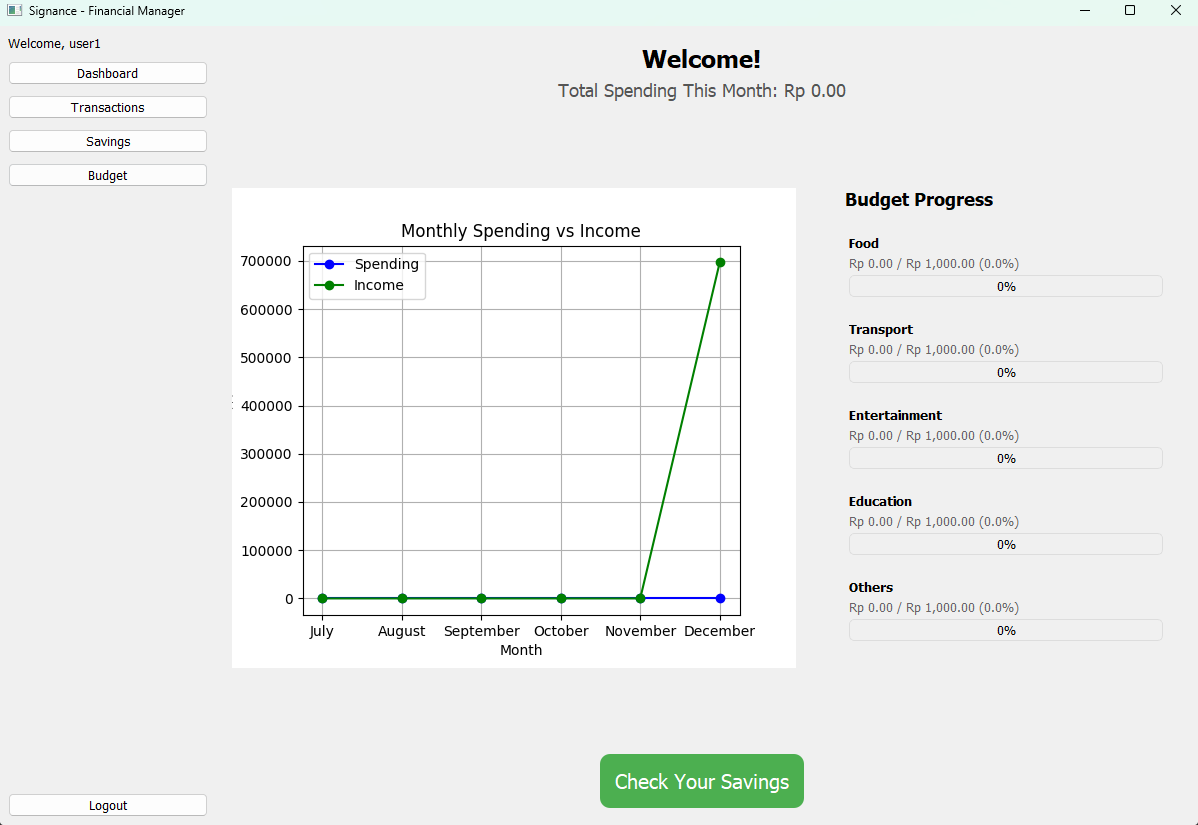 Signance - Financial Manager
Welcome, user1
Dashboard
Transactions
Savings
Budget
Logout
Welcome!
Total Spending This Month: Rp 0.00
Monthly Spending vs Income
Spending
Income
700000
600000
500000
400000
300000
200000
100000
0
July August September October November December
Month
Budget Progress
Food
Rp 0.00 / Rp 1,000.00 (0.0%)
0%
Transport
Rp 0.00 / Rp 1,000.00 (0.0%)
0%
Entertainment
Rp 0.00 / Rp 1,000.00 (0.0%)
0%
Education
Rp 0.00 / Rp 1,000.00 (0.0%)
0%
Others
Rp 0.00 / Rp 1,000.00 (0.0%)
0%
Check Your Savings